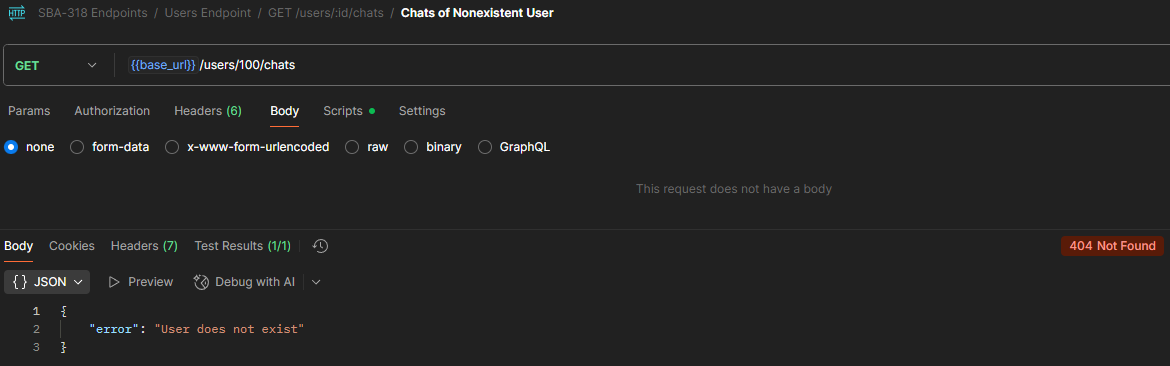 HTTP SBA-318 Endpoints / Users Endpoint / GET /users/:id/chats / Chats of Nonexistent User
GET {{base_url}} /users/100/chats
Params Authorization Headers (6) Body Scripts Settings
none form-data x-www-form-urlencoded raw binary GraphQL
This request does not have a body
Body Cookies Headers (7) Test Results (1/1) 404 Not Found
{ } JSON Preview Debug with AI
1 {
2 "error": "User does not exist"
3 }